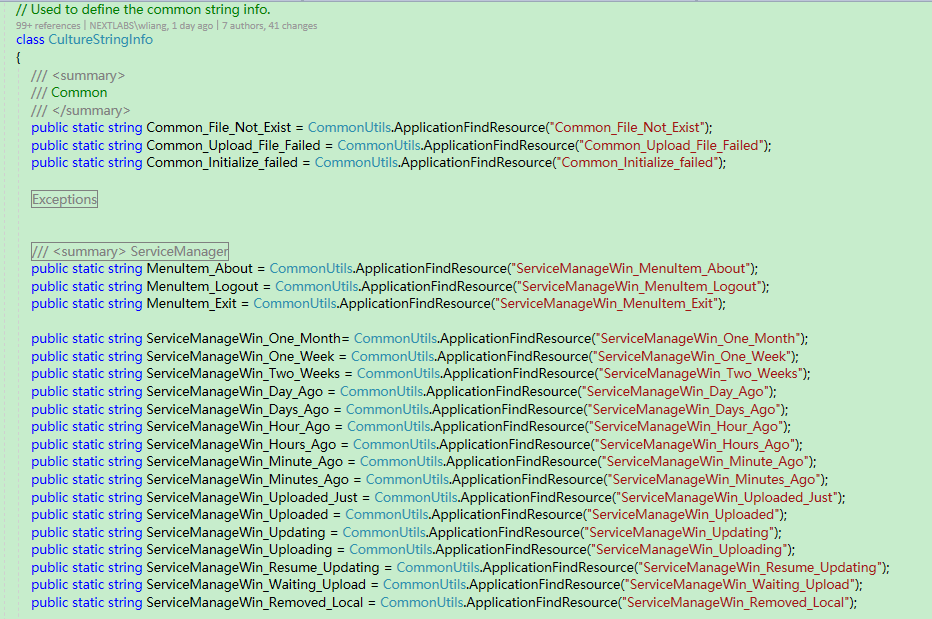 // Used to define the common string info.
99+ references | NEXTLABS\wliang, 1 day ago | 7 authors, 41 changes
class CultureStringInfo
{
/// <summary>
/// Common
/// </summary>
public static string Common_File_Not_Exist = CommonUtils.ApplicationFindResource("Common_File_Not_Exist");
public static string Common_Upload_File_Failed = CommonUtils.ApplicationFindResource("Common_Upload_File_Failed");
public static string Common_Initialize_failed = CommonUtils.ApplicationFindResource("Common_Initialize_failed");
Exceptions
/// <summary> ServiceManager
public static string MenuItem_About = CommonUtils.ApplicationFindResource("ServiceManageWin_MenuItem_About");
public static string MenuItem_Logout = CommonUtils.ApplicationFindResource("ServiceManageWin_MenuItem_Logout");
public static string MenuItem_Exit = CommonUtils.ApplicationFindResource("ServiceManageWin_MenuItem_Exit");
public static string ServiceManageWin_One_Month= CommonUtils.ApplicationFindResource("ServiceManageWin_One_Month");
public static string ServiceManageWin_One_Week = CommonUtils.ApplicationFindResource("ServiceManageWin_One_Week");
public static string ServiceManageWin_Two_Weeks = CommonUtils.ApplicationFindResource("ServiceManageWin_Two_Weeks");
public static string ServiceManageWin_Day_Ago = CommonUtils.ApplicationFindResource("ServiceManageWin_Day_Ago");
public static string ServiceManageWin_Days_Ago = CommonUtils.ApplicationFindResource("ServiceManageWin_Days_Ago");
public static string ServiceManageWin_Hour_Ago = CommonUtils.ApplicationFindResource("ServiceManageWin_Hour_Ago");
public static string ServiceManageWin_Hours_Ago = CommonUtils.ApplicationFindResource("ServiceManageWin_Hours_Ago");
public static string ServiceManageWin_Minute_Ago = CommonUtils.ApplicationFindResource("ServiceManageWin_Minute_Ago");
public static string ServiceManageWin_Minutes_Ago = CommonUtils.ApplicationFindResource("ServiceManageWin_Minutes_Ago");
public static string ServiceManageWin_Uploaded_Just = CommonUtils.ApplicationFindResource("ServiceManageWin_Uploaded_Just");
public static string ServiceManageWin_Uploaded = CommonUtils.ApplicationFindResource("ServiceManageWin_Uploaded");
public static string ServiceManageWin_Updating = CommonUtils.ApplicationFindResource("ServiceManageWin_Updating");
public static string ServiceManageWin_Uploading = CommonUtils.ApplicationFindResource("ServiceManageWin_Uploading");
public static string ServiceManageWin_Resume_Updating = CommonUtils.ApplicationFindResource("ServiceManageWin_Resume_Updating");
public static string ServiceManageWin_Waiting_Upload = CommonUtils.ApplicationFindResource("ServiceManageWin_Waiting_Upload");
public static string ServiceManageWin_Removed_Local = CommonUtils.ApplicationFindResource("ServiceManageWin_Removed_Local");